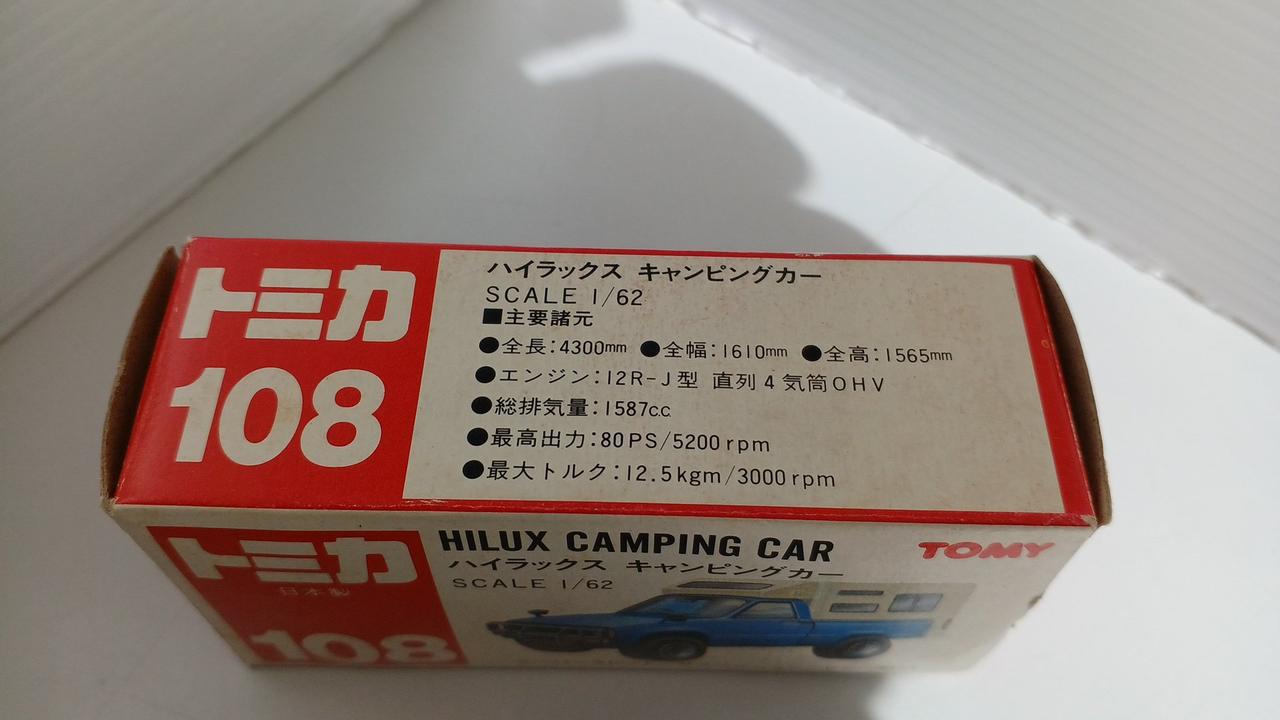 トミカ
108
ハイラックス キャンピングカー
SCALE 1/62
■主要諸元
●全長:4300mm ●全幅:1610mm ●全高:1565mm
●エンジン:12R-J型 直列4気筒OHV
●総排気量:1587cc
●最高出力:80PS/5200rpm
●最大トルク:12.5kgm/3000rpm
トミカ
日本製
108
HILUX CAMPING CAR
ハイラックス キャンピングカー
SCALE 1/62
TOMY